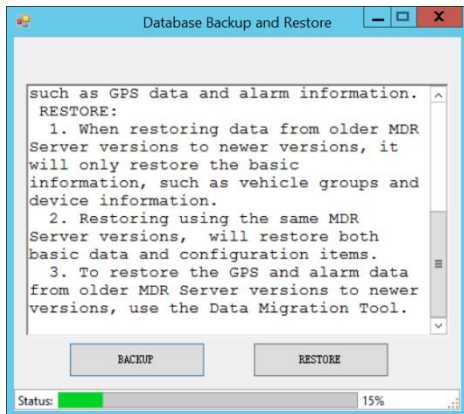 Database Backup and Restore
such as GPS data and alarm information.
RESTORE:
1. When restoring data from older MDR
Server versions to newer versions, it
will only restore the basic
information, such as vehicle groups and
device information.
2. Restoring using the same MDR
Server versions,  will restore both
basic data and configuration items.
3. To restore the GPS and alarm data
from older MDR Server versions to newer
versions, use the Data Migration Tool.
BACKUP
RESTORE
Status:
15%